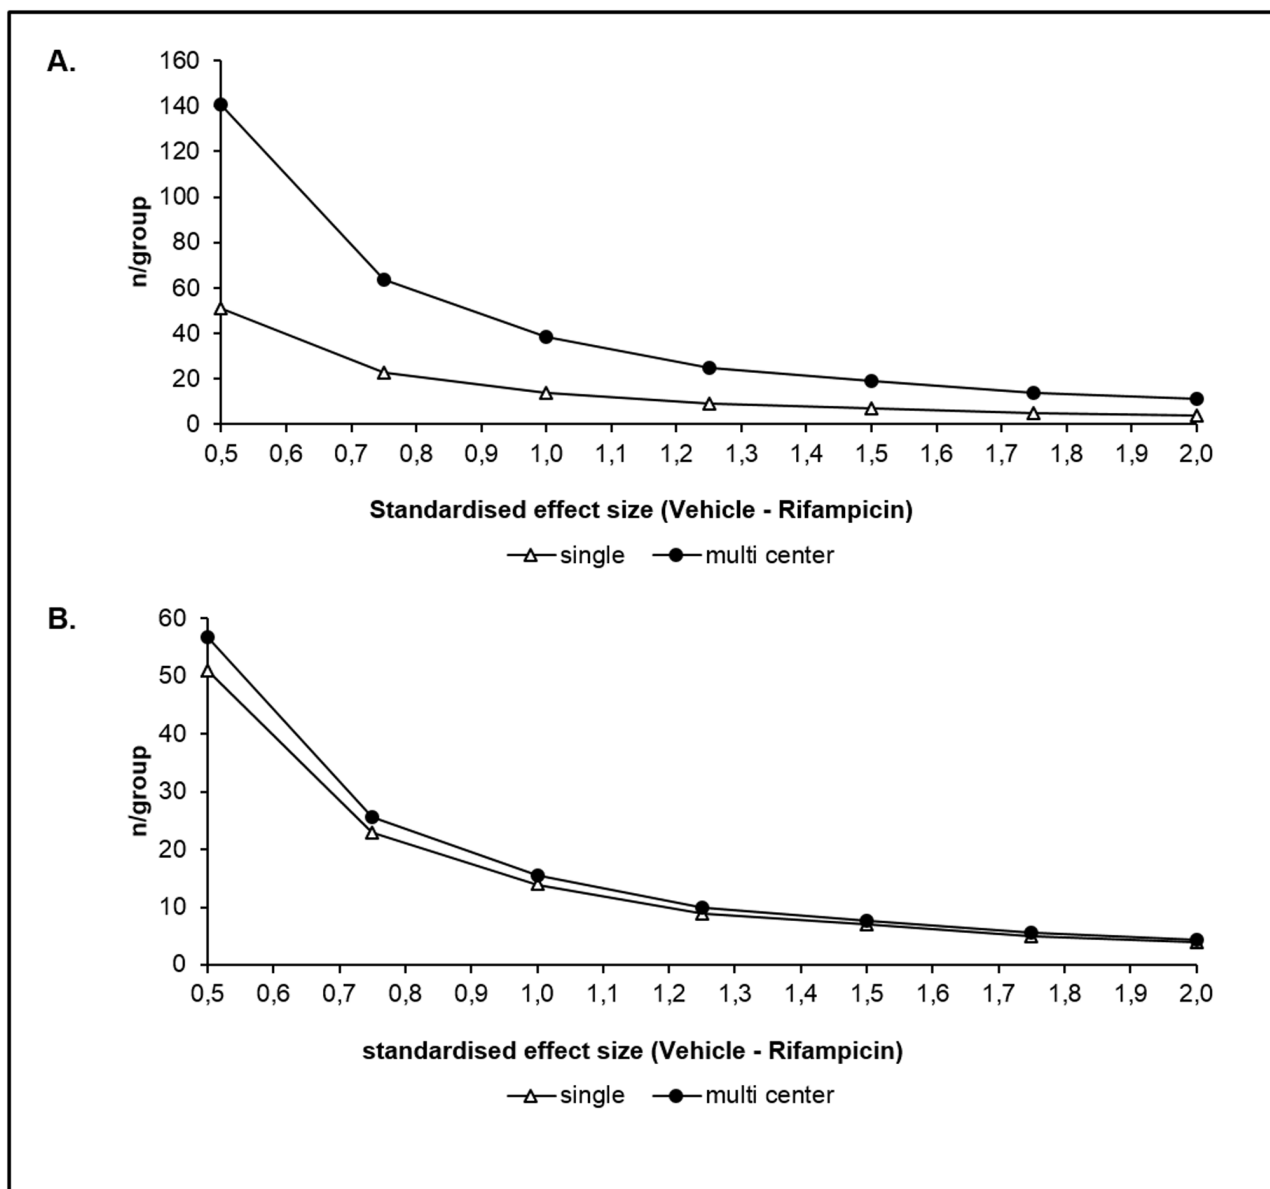 A.
160
140
120
100
80
60
40
20
0
n/group
0,5 0,6 0,7 0,8 0,9 1,0 1,1 1,2 1,3 1,4 1,5 1,6 1,7 1,8 1,9 2,0
Standardised effect size (Vehicle - Rifampicin)
single multi center
B.
60
50
40
30
20
10
0
n/group
0,5 0,6 0,7 0,8 0,9 1,0 1,1 1,2 1,3 1,4 1,5 1,6 1,7 1,8 1,9 2,0
standardised effect size (Vehicle - Rifampicin)
single multi center